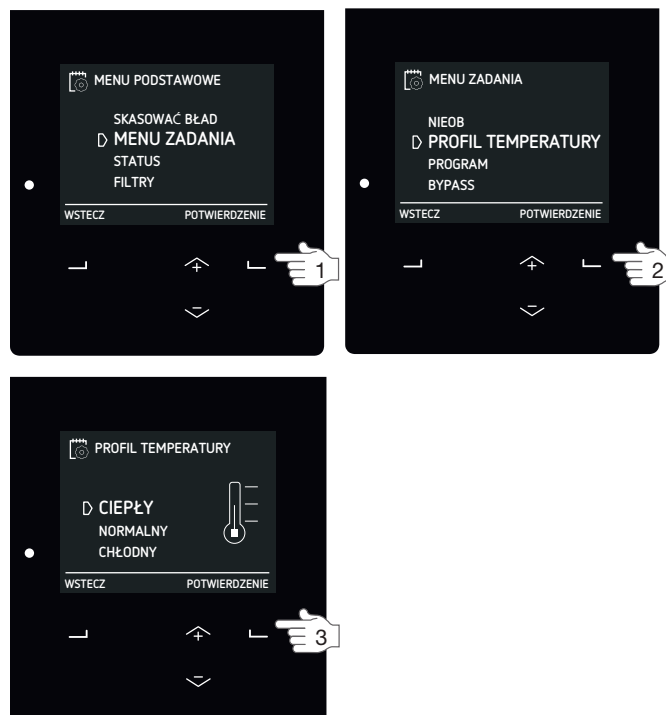 MENU PODSTAWOWE
SKASOWAĆ BŁAD
MENU ZADANIA
STATUS
FILTRY
WSTECZ POTWIERDZENIE
1
MENU ZADANIA
NIEOB
PROFIL TEMPERATURY
PROGRAM
BYPASS
WSTECZ POTWIERDZENIE
2
PROFIL TEMPERATURY
CIEPŁY
NORMALNY
CHŁODNY
WSTECZ POTWIERDZENIE
3